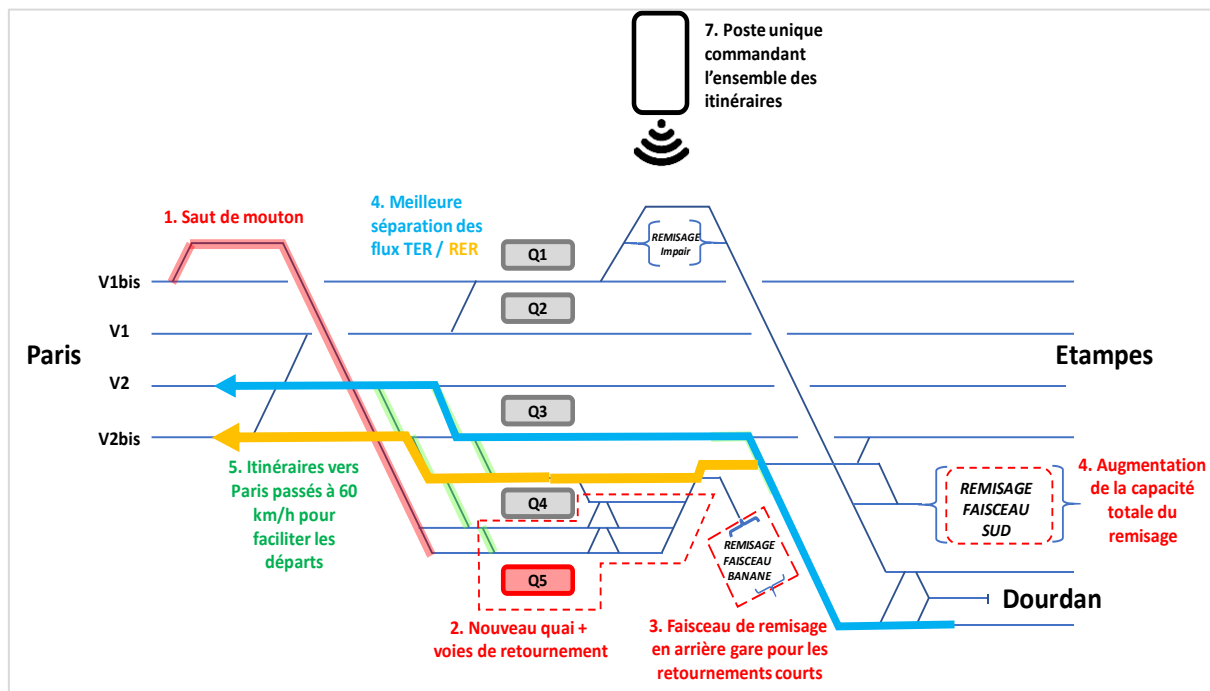 7. Poste unique
commandant
l'ensemble des
itinéraires
1. Saut de mouton
4. Meilleure
séparation des
flux TER / RER
Q1
REMISAGE
Impair
V1bis
Q2
V1
Paris
Etampes
V2
Q3
V2bis
5. Itinéraires vers
Paris passés à 60
km/h pour
faciliter les
départs
Q4
REMISAGE
FAISCEAU
SUD
4. Augmentation
de la capacité
totale du
remisage
REMISAGE
FAISCEAU
BANANE
Q5
Dourdan
2. Nouveau quai +
voies de retournement
3. Faisceau de remisage
en arrière gare pour les
retournements courts